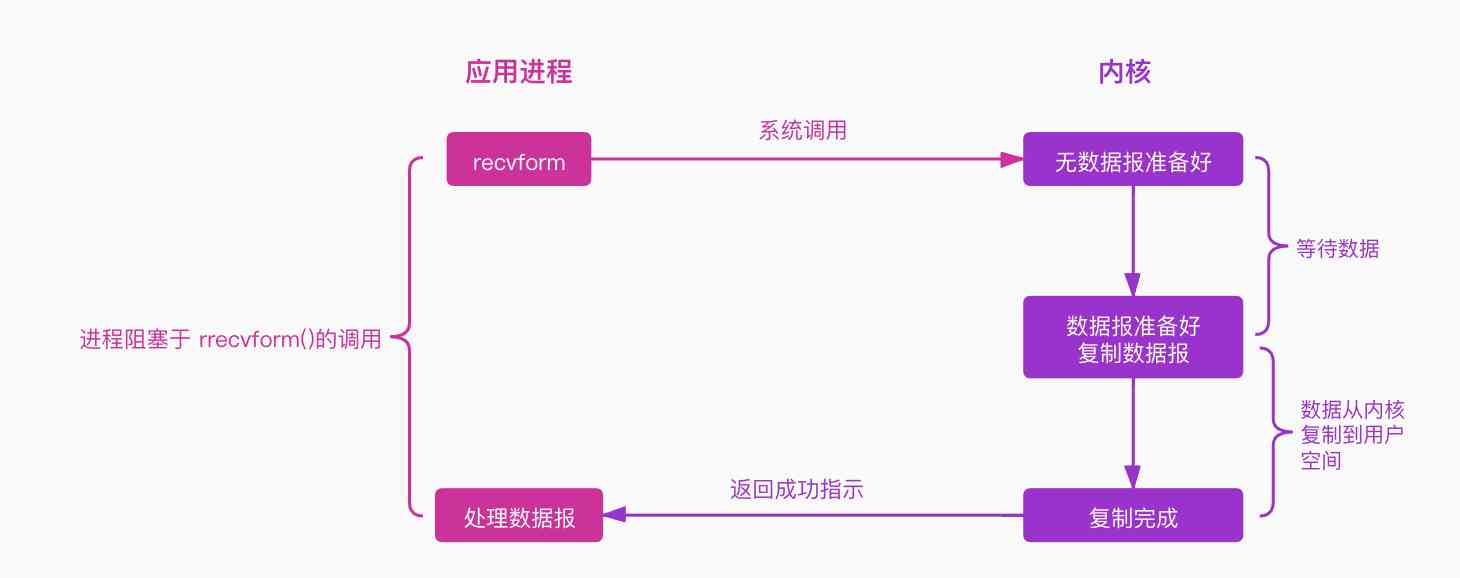 应用进程
内核
系统调用
recvform
无数据报准备好
等待数据
进程阻塞于 rrecvform()的调用
数据报准备好
复制数据报
数据从内核
复制到用户
空间
返回成功指示
处理数据报
复制完成